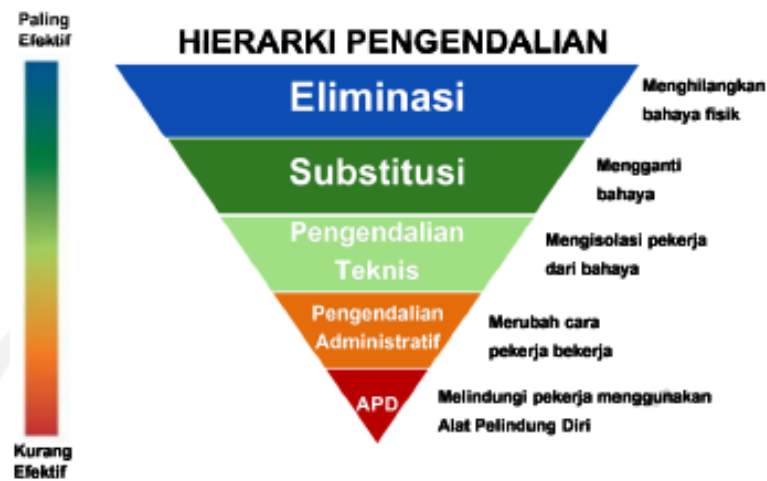 Paling
Efektif
HIERARKI PENGENDALIAN
Eliminasi
Menghilangkan
bahaya fisik
Substitusi
Mengganti
bahaya
Pengendalian
Teknis
Mengisolasi pekerja
dari bahaya
Pengendalian
Administratif
Merubah cara
pekerja bekerja
APD
Melindungi pekerja menggunakan
Alat Pelindung Diri
Kurang
Efektif